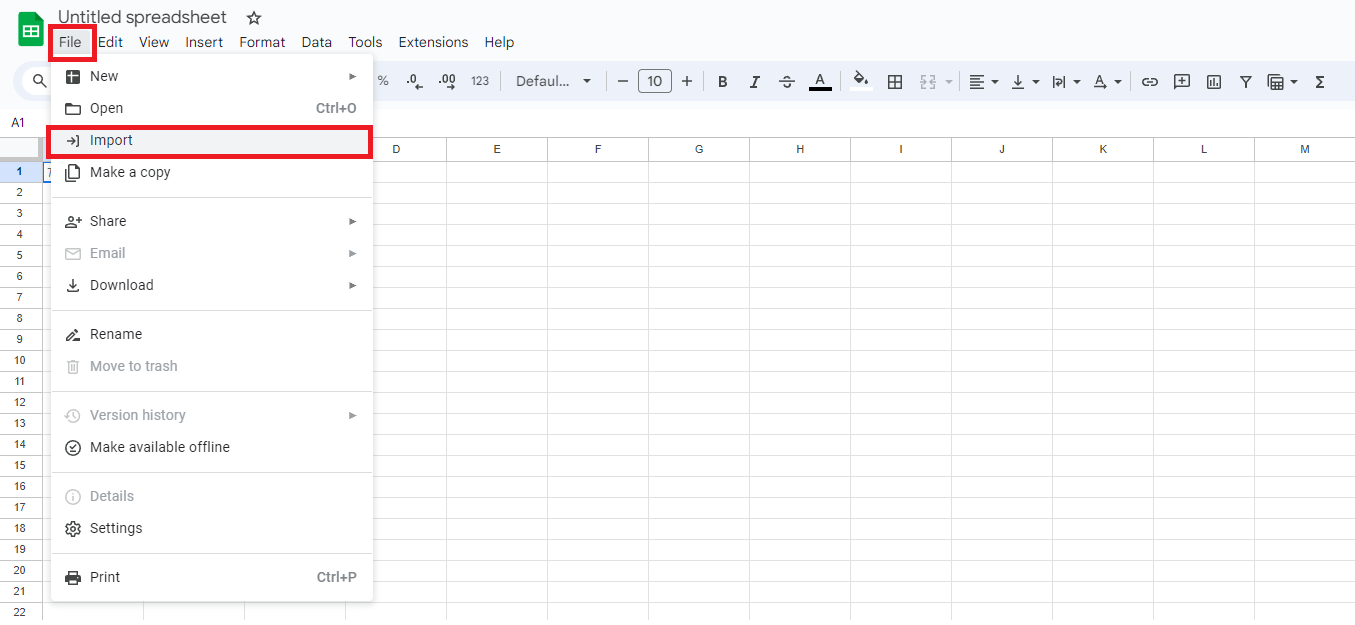 Untitled spreadsheet
File Edit View Insert Format Data Tools Extensions Help
% .0 .00 123 Defaul... 10 B I A A Σ
A1
D E F G H I J K L M
New
Open Ctrl+O
Import
Make a copy
Share
Email
Download
Rename
Move to trash
Version history
Make available offline
Details
Settings
Print Ctrl+P
1
2
3
4
5
6
7
8
9
10
11
12
13
14
15
16
17
18
19
20
21
22